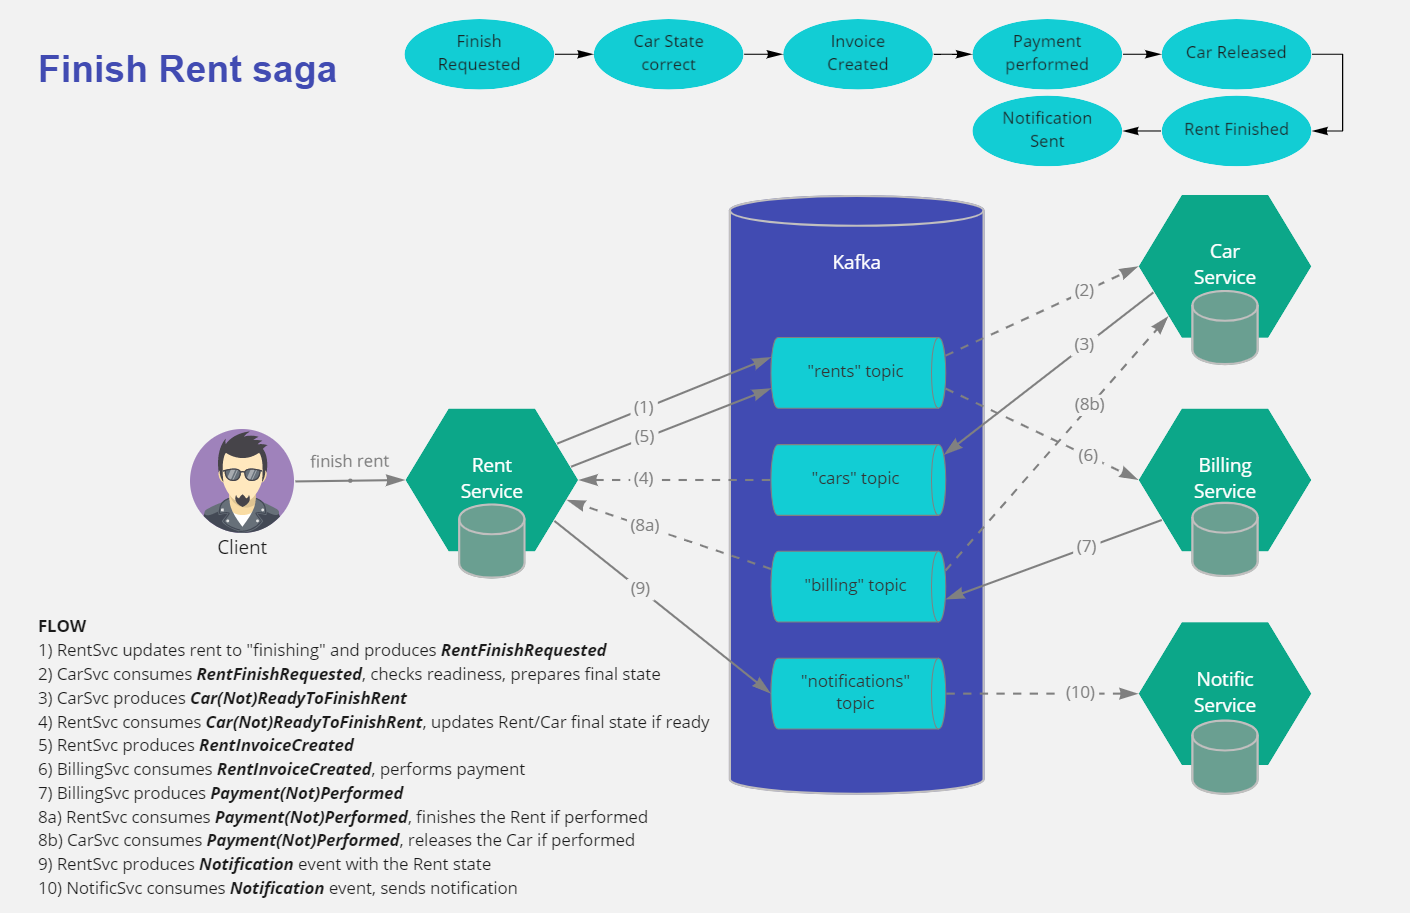 Finish Rent saga
Finish
Requested
Car State
correct
Invoice
Created
Payment
performed
Car Released
Rent Finished
Notification
Sent
Kafka
"rents" topic
"cars" topic
"billing" topic
"notifications"
topic
Car
Service
Billing
Service
Notific
Service
Rent
Service
Client
finish rent
(1)
(5)
(4)
(8a)
(9)
(2)
(3)
(8b)
(6)
(7)
(10)
FLOW
1) RentSvc updates rent to "finishing" and produces RentFinishRequested
2) CarSvc consumes RentFinishRequested, checks readiness, prepares final state
3) CarSvc produces Car(Not)ReadyToFinishRent
4) RentSvc consumes Car(Not)ReadyToFinishRent, updates Rent/Car final state if ready
5) RentSvc produces RentInvoiceCreated
6) BillingSvc consumes RentInvoiceCreated, performs payment
7) BillingSvc produces Payment(Not)Performed
8a) RentSvc consumes Payment(Not)Performed, finishes the Rent if performed
8b) CarSvc consumes Payment(Not)Performed, releases the Car if performed
9) RentSvc produces Notification event with the Rent state
10) NotificSvc consumes Notification event, sends notification